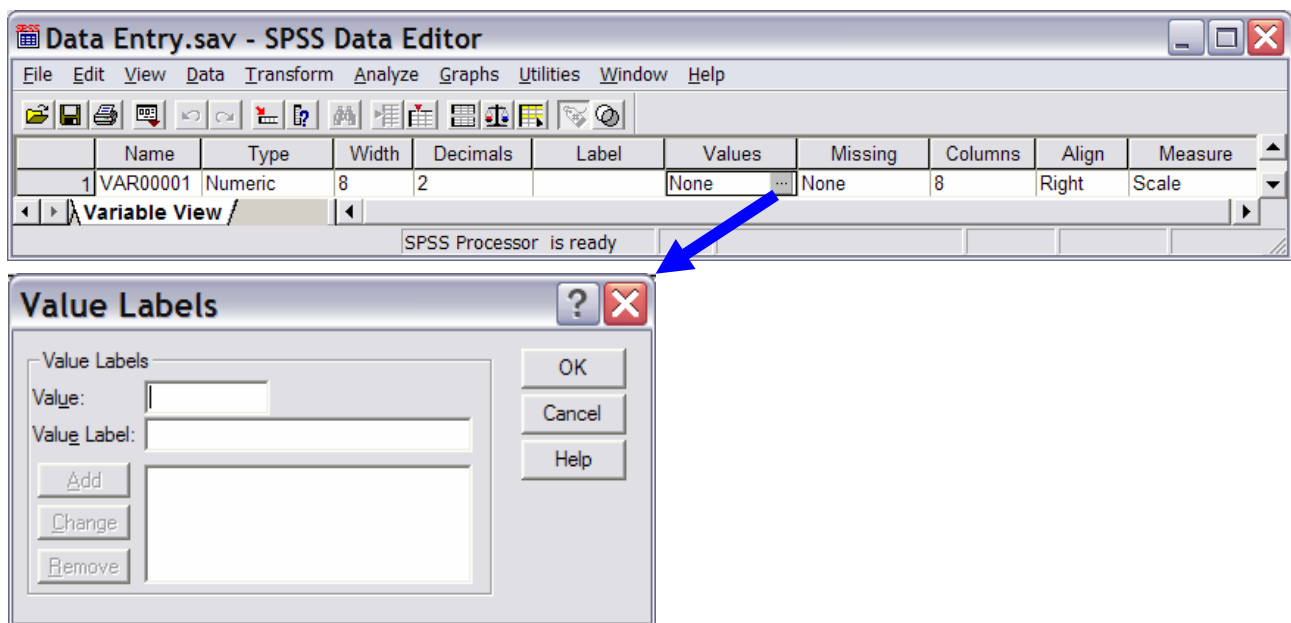 Data Entry.sav - SPSS Data Editor
File Edit View Data Transform Analyze Graphs Utilities Window Help
Name Type Width Decimals Label Values Missing Columns Align Measure
1 VAR00001 Numeric 8 2 None ... None 8 Right Scale
Variable View
SPSS Processor is ready
Value Labels
Value Labels
Value:
Value Label:
Add
Change
Remove
OK
Cancel
Help